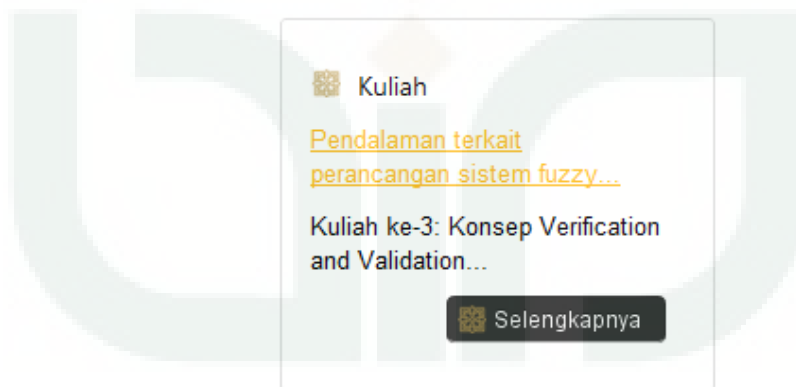 Kuliah
Pendalaman terkait
perancangan sistem fuzzy...
Kuliah ke-3: Konsep Verification
and Validation...
Selengkapnya